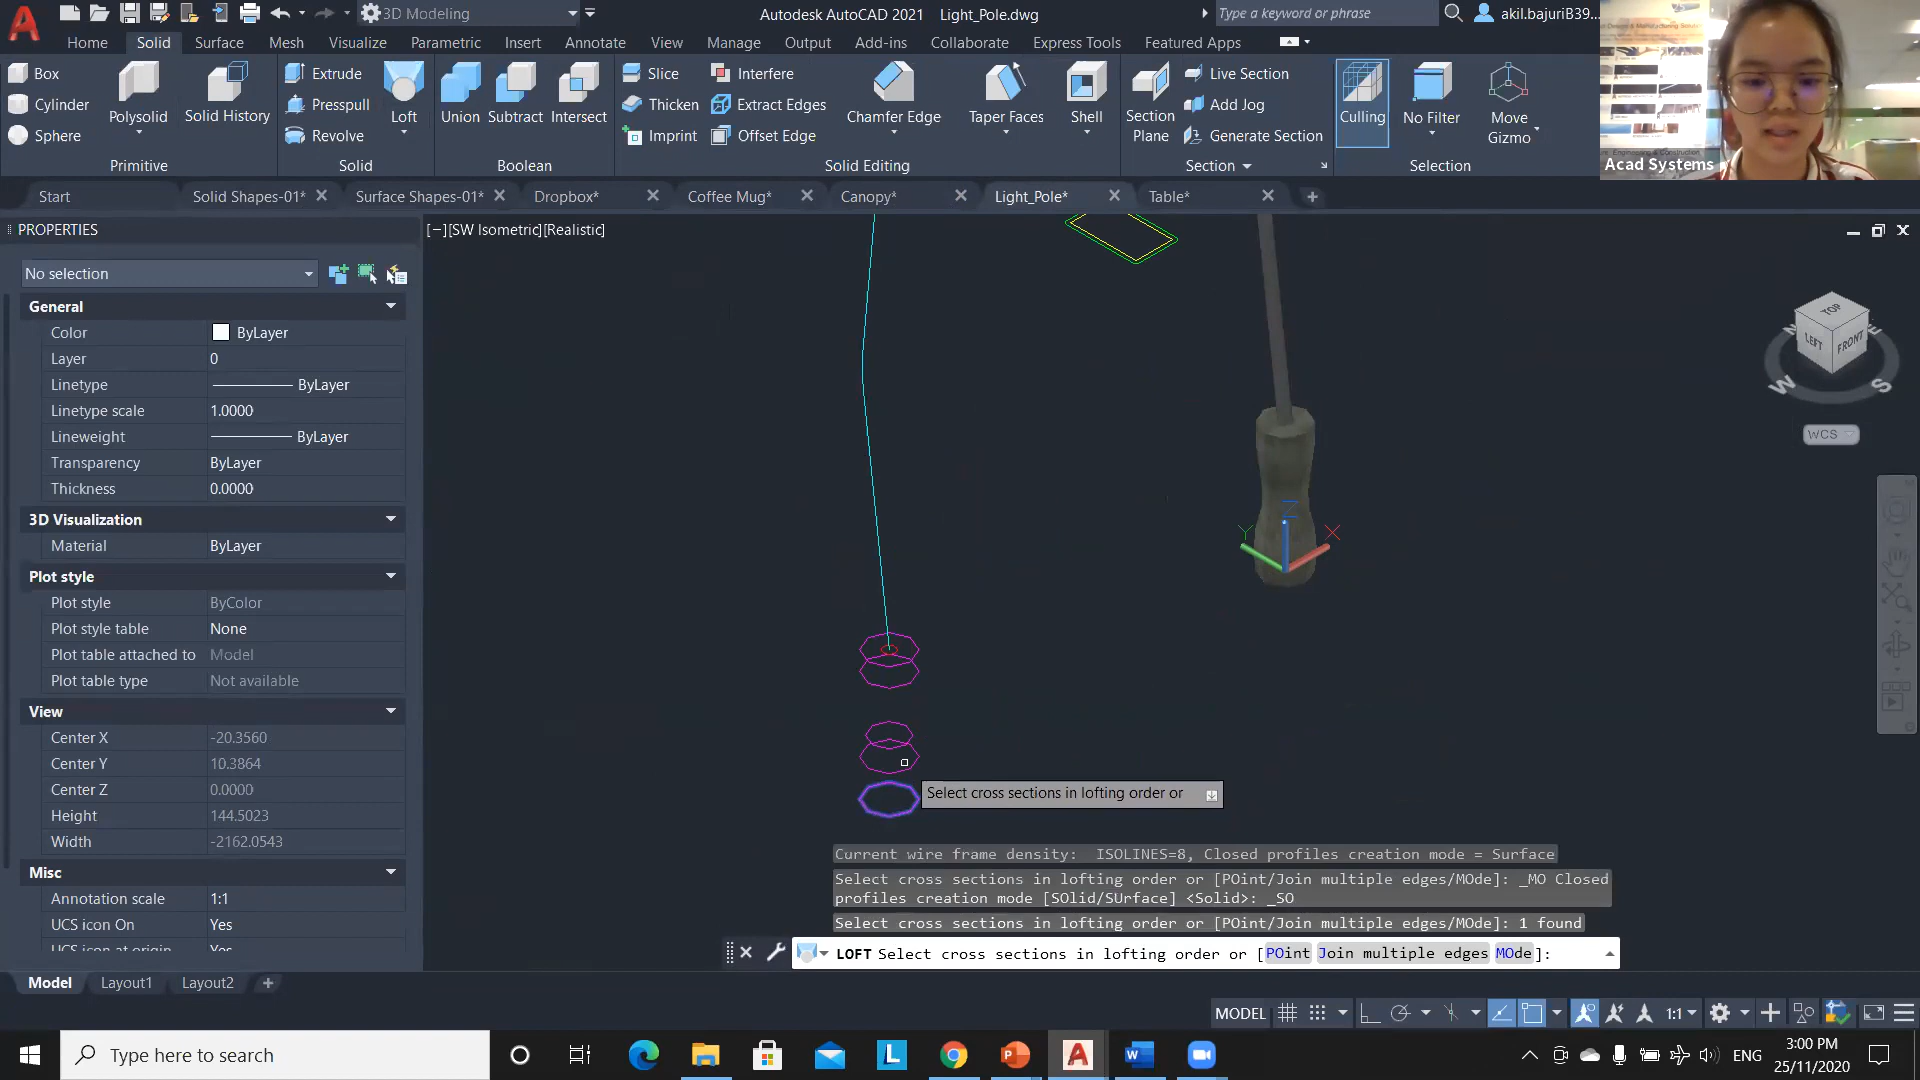 3D Modeling
Autodesk AutoCAD 2021 Light_Pole.dwg
Type a keyword or phrase
akil.bajuriB39...
Home Solid Surface Mesh Visualize Parametric Insert Annotate View Manage Output Add-ins Collaborate Express Tools Featured Apps
Box
Cylinder
Sphere
Polysolid
Solid History
Primitive
Extrude
Presspull
Revolve
Loft
Solid
Union Subtract Intersect
Boolean
Slice
Thicken
Imprint
Interfere
Extract Edges
Offset Edge
Chamfer Edge Taper Faces Shell
Solid Editing
Section
Plane
Live Section
Add Jog
Generate Section
Section
Culling
No Filter
Move
Gizmo
Selection
Acad Systems
Start Solid Shapes-01* Surface Shapes-01* Dropbox* Coffee Mug* Canopy* Light_Pole* Table*
PROPERTIES
No selection
General
Color ByLayer
Layer 0
Linetype ByLayer
Linetype scale 1.0000
Lineweight ByLayer
Transparency ByLayer
Thickness 0.0000
3D Visualization
Material ByLayer
Plot style
Plot style ByColor
Plot style table None
Plot table attached to Model
Plot table type Not available
View
Center X -20.3560
Center Y 10.3864
Center Z 0.0000
Height 144.5023
Width -2162.0543
Misc
Annotation scale 1:1
UCS icon On Yes
UCS icon at origin Yes
[−][SW Isometric][Realistic]
TOP
LEFT
FRONT
W
S
N
E
WCS
Z
Y
X
Select cross sections in lofting order or
Current wire frame density: ISOLINES=8, Closed profiles creation mode = Surface
Select cross sections in lofting order or [POint/Join multiple edges/MOde]: _MO Closed
profiles creation mode [SOlid/SUrface] <Solid>: _SO
Select cross sections in lofting order or [POint/Join multiple edges/MOde]: 1 found
LOFT Select cross sections in lofting order or [POint Join multiple edges MOde]:
Model Layout1 Layout2
MODEL
1:1
Type here to search
ENG
3:00 PM
25/11/2020